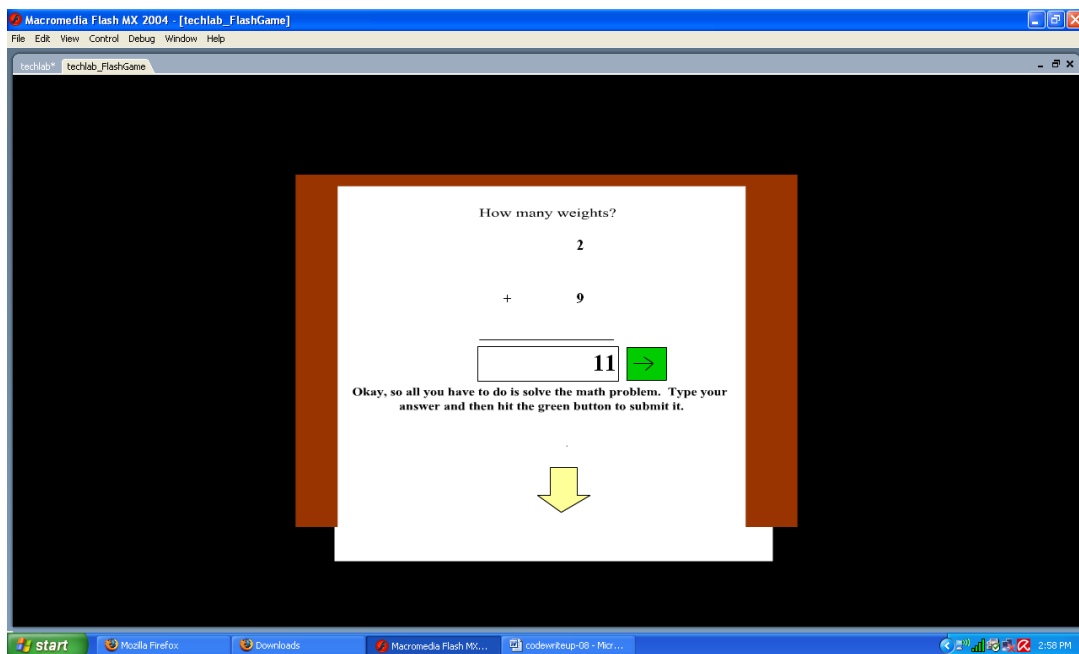 Macromedia Flash MX 2004 - [techlab_FlashGame]
File Edit View Control Debug Window Help
techlab* techlab_FlashGame
How many weights?
2
+ 9
11
Okay, so all you have to do is solve the math problem. Type your
answer and then hit the green button to submit it.
start Mozilla Firefox Downloads Macromedia Flash MX... codewriteup-08 - Micr... 2:58 PM